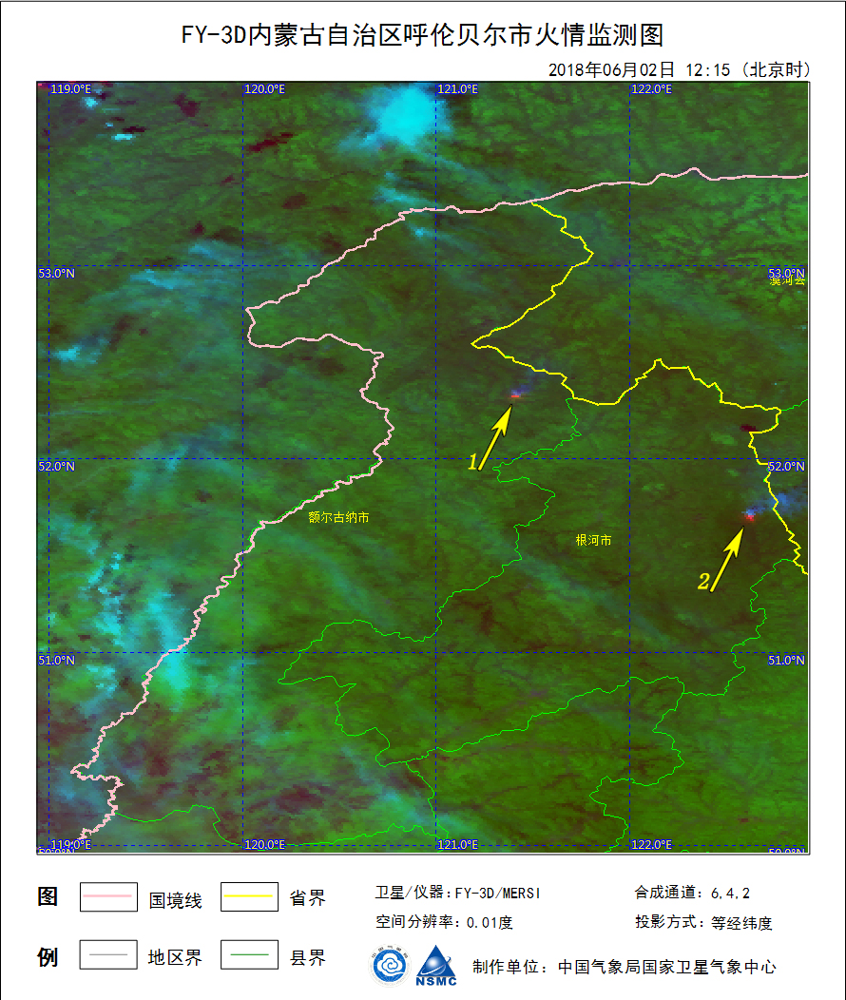 FY-3D内蒙古自治区呼伦贝尔市火情监测图
2018年06月02日 12:15 (北京时)
119.0°E 120.0°E 121.0°E 122.0°E
53.0°N 53.0°N
漠河县
1
52.0°N 52.0°N
额尔古纳市
根河市
2
51.0°N 51.0°N
119.0°E 120.0°E 121.0°E 122.0°E
50.0°N 50.0°N
图 国境线 省界 卫星/仪器:FY-3D/MERSI 合成通道: 6,4,2
空间分辨率: 0.01度 投影方式: 等经纬度
例 地区界 县界
NSMC 制作单位: 中国气象局国家卫星气象中心